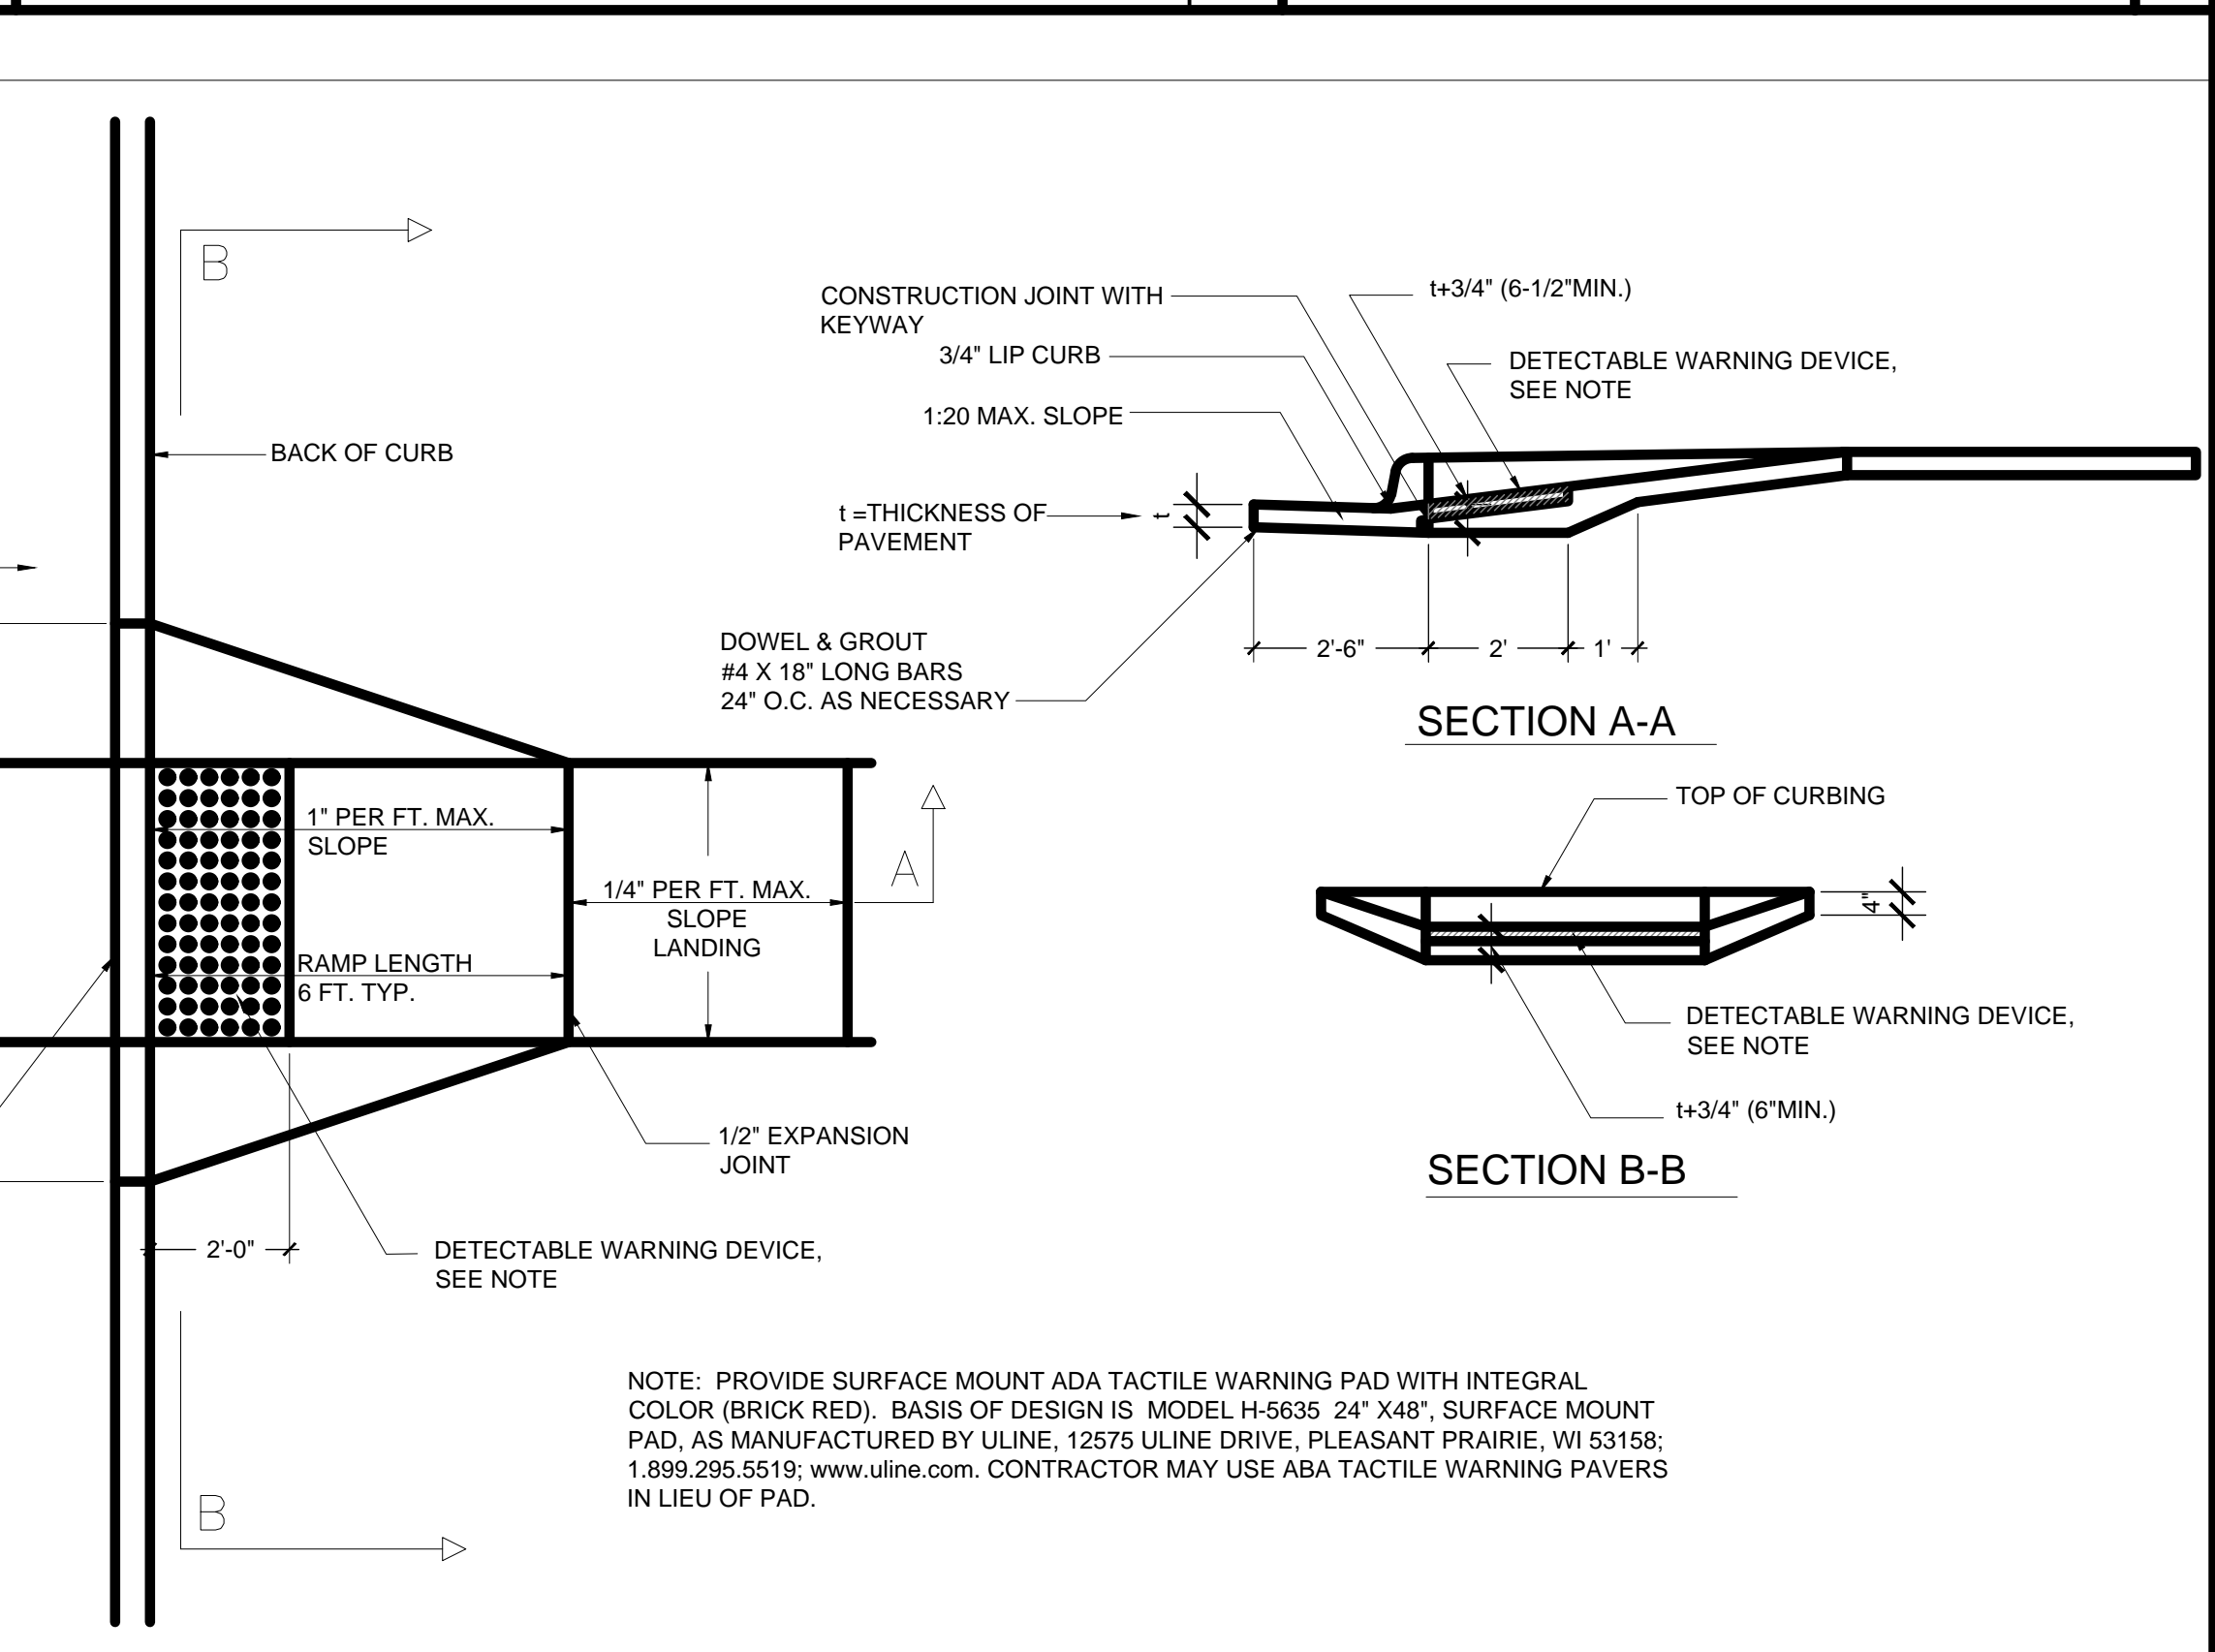 B
BACK OF CURB
1" PER FT. MAX.
SLOPE
RAMP LENGTH
6 FT. TYP.
1/4" PER FT. MAX.
SLOPE
LANDING
A
1/2" EXPANSION
JOINT
2'-0"
DETECTABLE WARNING DEVICE,
SEE NOTE
B
CONSTRUCTION JOINT WITH
KEYWAY
3/4" LIP CURB
1:20 MAX. SLOPE
t =THICKNESS OF
PAVEMENT
t
DOWEL & GROUT
#4 X 18" LONG BARS
24" O.C. AS NECESSARY
t+3/4" (6-1/2"MIN.)
DETECTABLE WARNING DEVICE,
SEE NOTE
2'-6"
2'
1'
SECTION A-A
TOP OF CURBING
4"
DETECTABLE WARNING DEVICE,
SEE NOTE
t+3/4" (6"MIN.)
SECTION B-B
NOTE: PROVIDE SURFACE MOUNT ADA TACTILE WARNING PAD WITH INTEGRAL
COLOR (BRICK RED). BASIS OF DESIGN IS MODEL H-5635 24" X48", SURFACE MOUNT
PAD, AS MANUFACTURED BY ULINE, 12575 ULINE DRIVE, PLEASANT PRAIRIE, WI 53158;
1.899.295.5519; www.uline.com. CONTRACTOR MAY USE ABA TACTILE WARNING PAVERS
IN LIEU OF PAD.